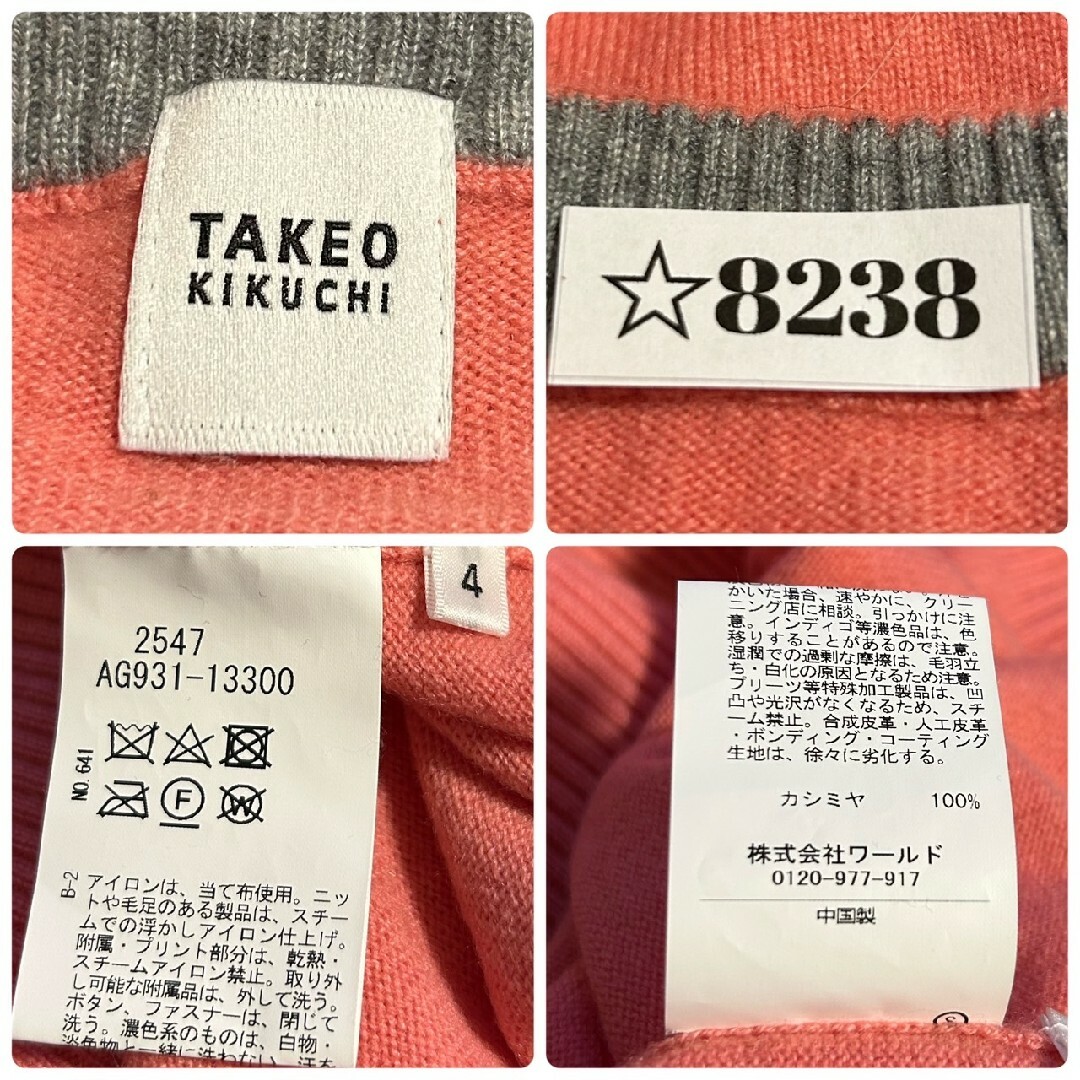 TAKEO
KIKUCHI
☆8238
4
2547
AG931-13300
NO.641
F
W
B-2
アイロンは、当て布使用。ニッ
トや毛足のある製品は、スチー
ムでの浮かしアイロン仕上げ。
附属・プリント部分は、乾熱・
スチームアイロン禁止。取り外
し可能な附属品は、外して洗う。
ボタン、ファスナーは、閉じて
洗う。濃色系のものは、白物・
淡色物と一緒に洗わない。汗を
かいた場合、速やかに、クリー
ニング店に相談。引っかけに注
意。インディゴ等濃色品は、色
移りすることがあるので注意。
湿潤での過剰な摩擦は、毛羽立
ち・白化の原因となるため注意。
プリーツ等特殊加工製品は、凹
凸や光沢がなくなるため、スチ
ーム禁止。合成皮革・人工皮革
・ボンディング・コーティング
生地は、徐々に劣化する。
カシミヤ 100%
株式会社ワールド
0120-977-917
中国製
S